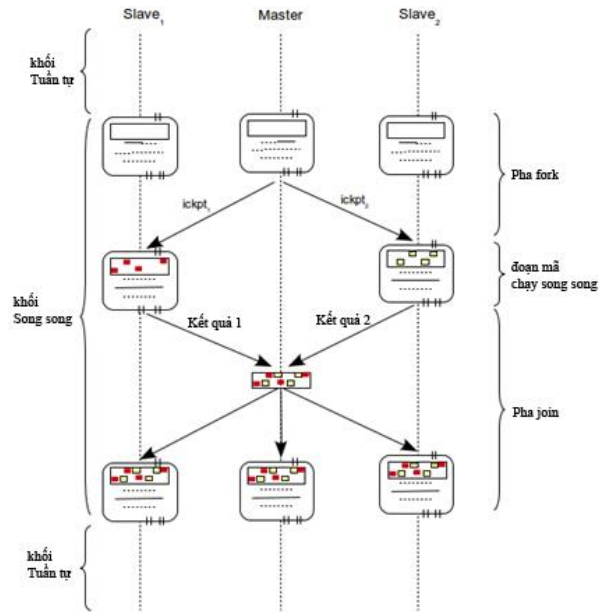 Slave₁
Master
Slave₂
khối
Tuần tự
Pha fork
ickpt₁
ickpt₂
đoạn mã
chạy song song
khối
Song song
Kết quả 1
Kết quả 2
Pha join
khối
Tuần tự